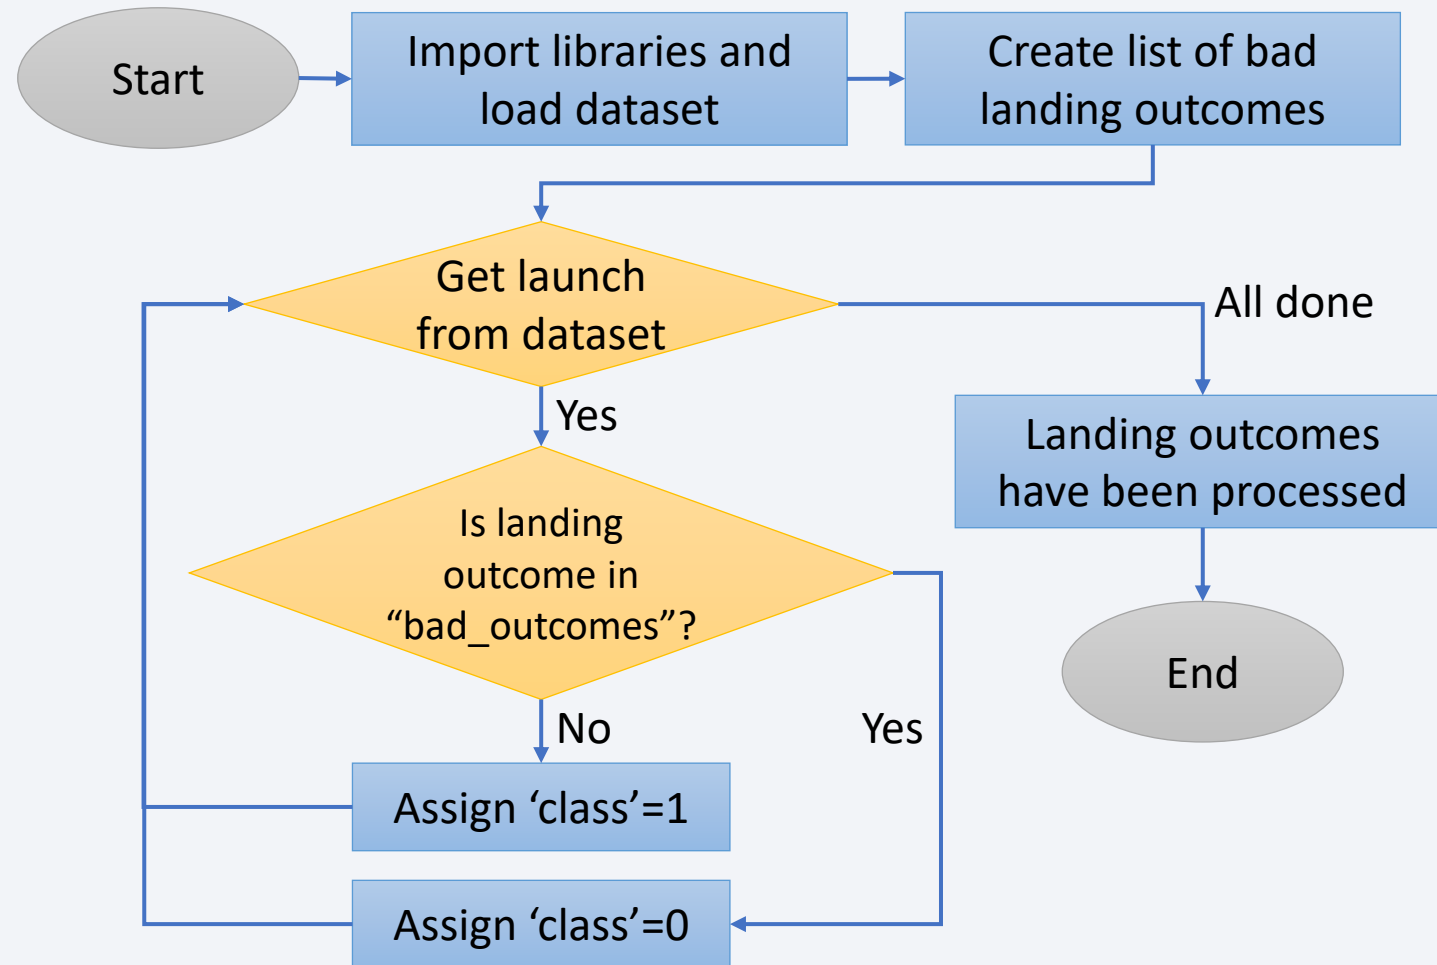 Start
Import libraries and
load dataset
Create list of bad
landing outcomes
Get launch
from dataset
All done
Yes
Landing outcomes
have been processed
Is landing
outcome in
“bad_outcomes”?
End
No
Yes
Assign ‘class’=1
Assign ‘class’=0